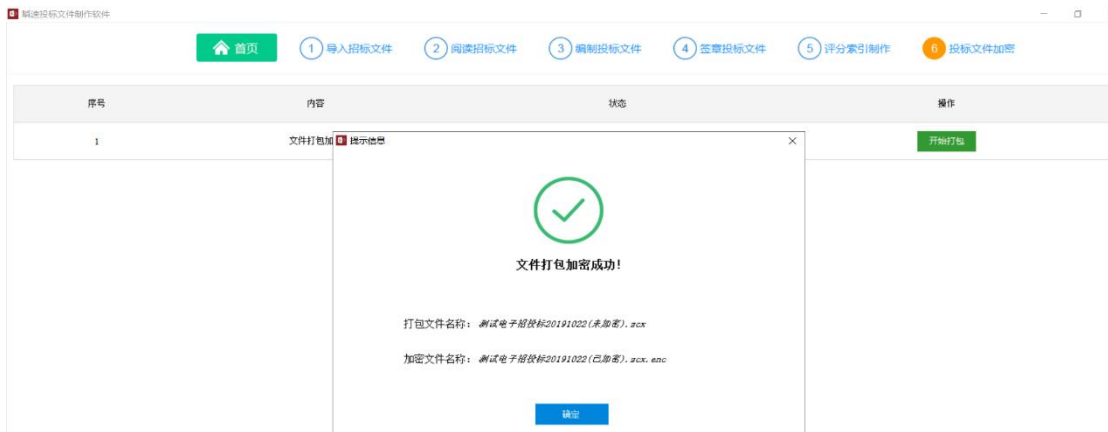 瞬速投标文件制作软件
首页 1 导入招标文件 2 阅读招标文件 3 编制投标文件 4 签章投标文件 5 评分索引制作 6 投标文件加密
序号 内容 状态 操作
1 文件打包加 开始打包
提示信息
文件打包加密成功!
打包文件名称: 测试电子招投标20191022(未加密).zcx
加密文件名称: 测试电子招投标20191022(已加密).zcx.enc
确定